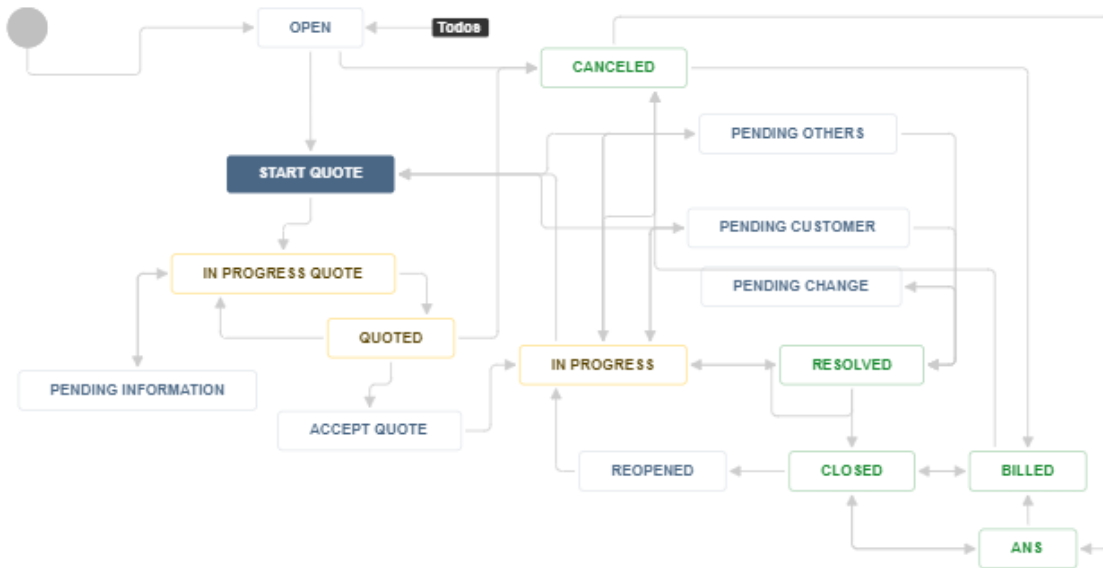 OPEN
Todos
CANCELED
PENDING OTHERS
START QUOTE
PENDING CUSTOMER
IN PROGRESS QUOTE
PENDING CHANGE
QUOTED
IN PROGRESS
RESOLVED
PENDING INFORMATION
ACCEPT QUOTE
REOPENED
CLOSED
BILLED
ANS